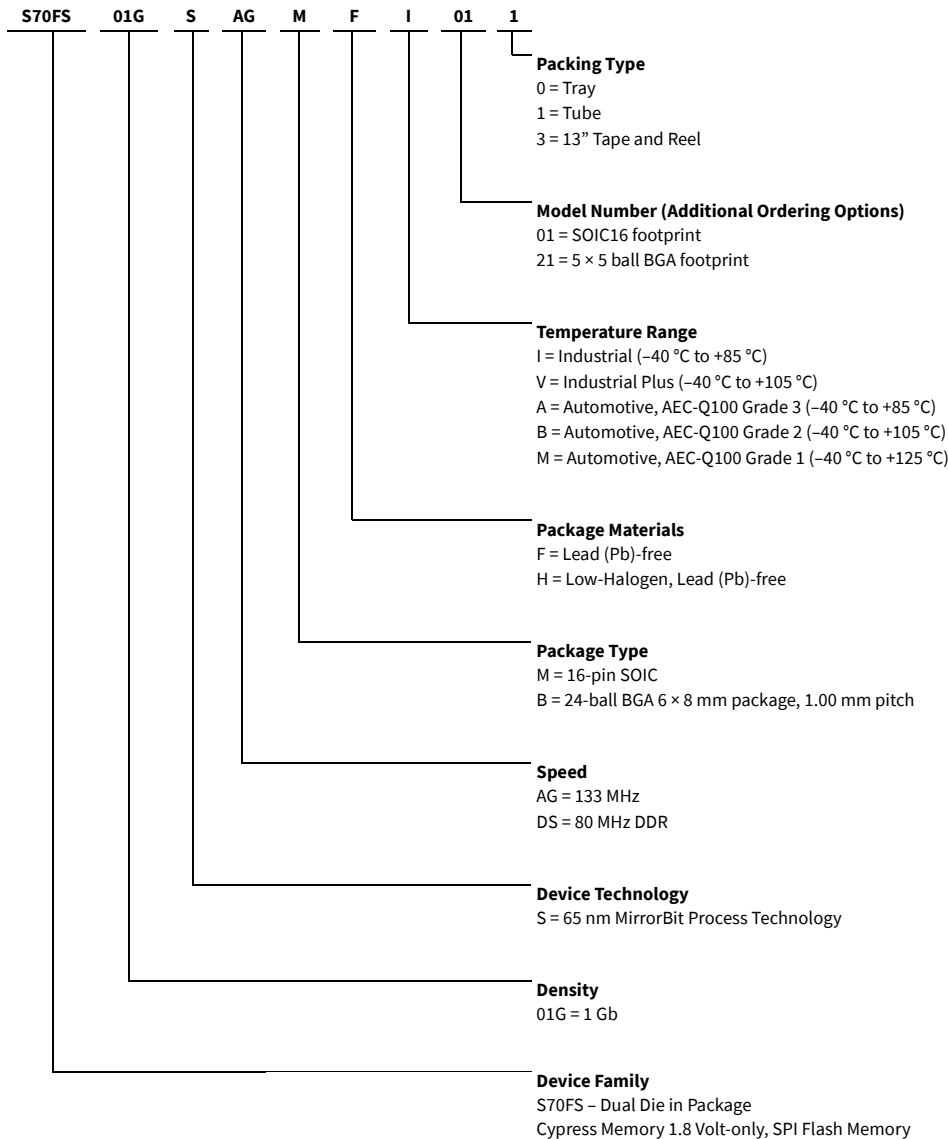 S70FS 01G S AG M F I 01 1
Packing Type
0 = Tray
1 = Tube
3 = 13” Tape and Reel
Model Number (Additional Ordering Options)
01 = SOIC16 footprint
21 = 5 × 5 ball BGA footprint
Temperature Range
I = Industrial (–40 °C to +85 °C)
V = Industrial Plus (–40 °C to +105 °C)
A = Automotive, AEC-Q100 Grade 3 (–40 °C to +85 °C)
B = Automotive, AEC-Q100 Grade 2 (–40 °C to +105 °C)
M = Automotive, AEC-Q100 Grade 1 (–40 °C to +125 °C)
Package Materials
F = Lead (Pb)-free
H = Low-Halogen, Lead (Pb)-free
Package Type
M = 16-pin SOIC
B = 24-ball BGA 6 × 8 mm package, 1.00 mm pitch
Speed
AG = 133 MHz
DS = 80 MHz DDR
Device Technology
S = 65 nm MirrorBit Process Technology
Density
01G = 1 Gb
Device Family
S70FS – Dual Die in Package
Cypress Memory 1.8 Volt-only, SPI Flash Memory